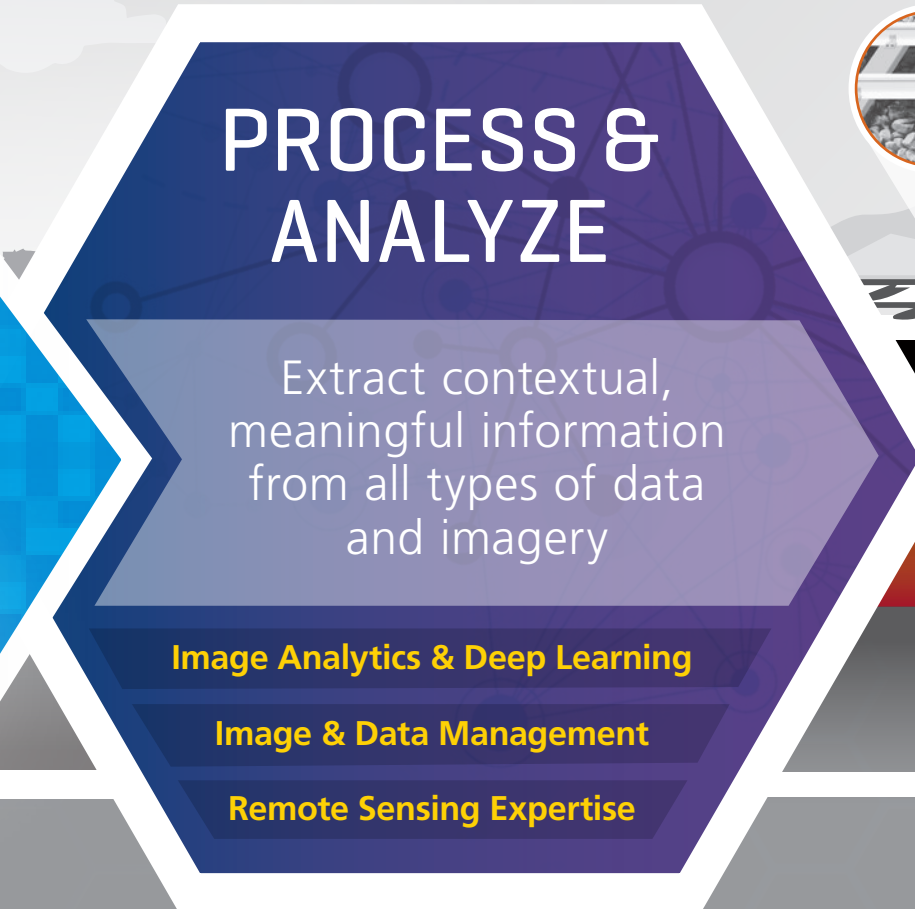 PROCESS &
ANALYZE
Extract contextual,
meaningful information
from all types of data
and imagery
Image Analytics & Deep Learning
Image & Data Management
Remote Sensing Expertise